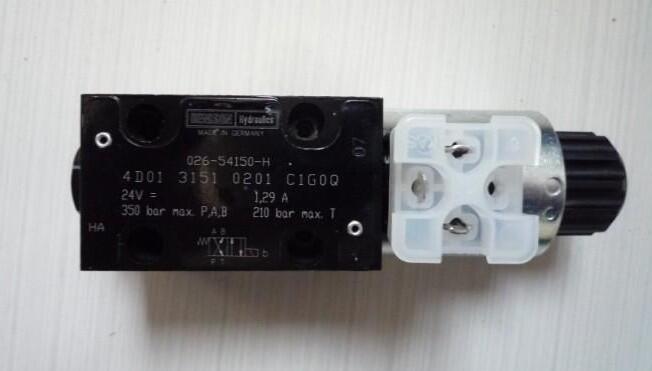 DENISON Hydraulics
MADE IN GERMANY
07
026-54150-H
4D01 3151 0201 C1G0Q
24V = 1,29 A
350 bar max. P,A,B 210 bar max. T
HA
A B
b
P T